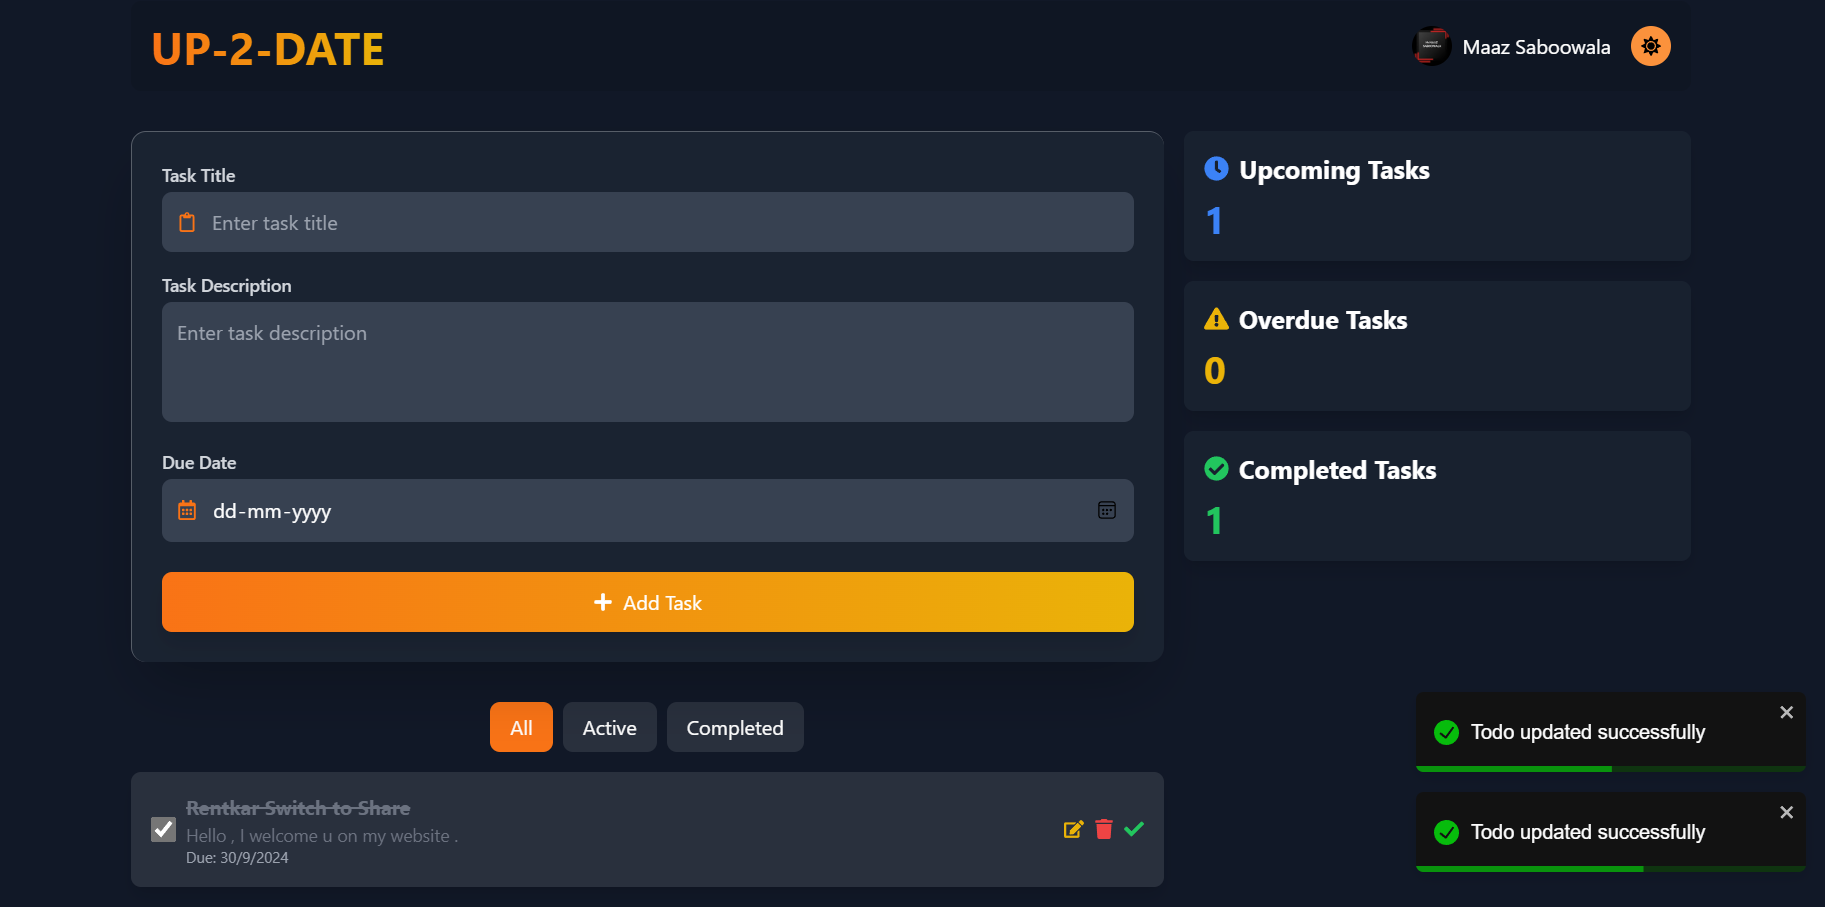 UP-2-DATE
Maaz Saboowala
Task Title
Enter task title
Task Description
Enter task description
Due Date
dd-mm-yyyy
Add Task
Upcoming Tasks
1
Overdue Tasks
0
Completed Tasks
1
All
Active
Completed
Rentkar Switch to Share
Hello , I welcome u on my website .
Due: 30/9/2024
Todo updated successfully
Todo updated successfully